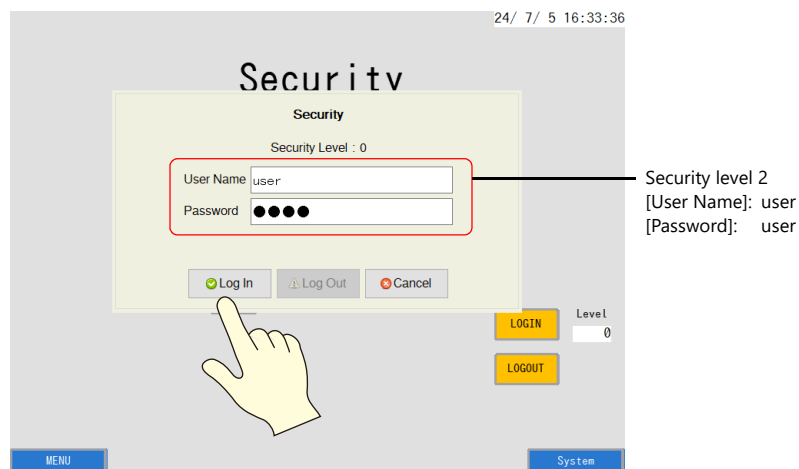 24/ 7/ 5 16:33:36
Security
Security
Security Level : 0
User Name user
Password ●●●●
Log In Log Out Cancel
Security level 2
[User Name]: user
[Password]: user
LOGIN
Level
0
LOGOUT
MENU
System